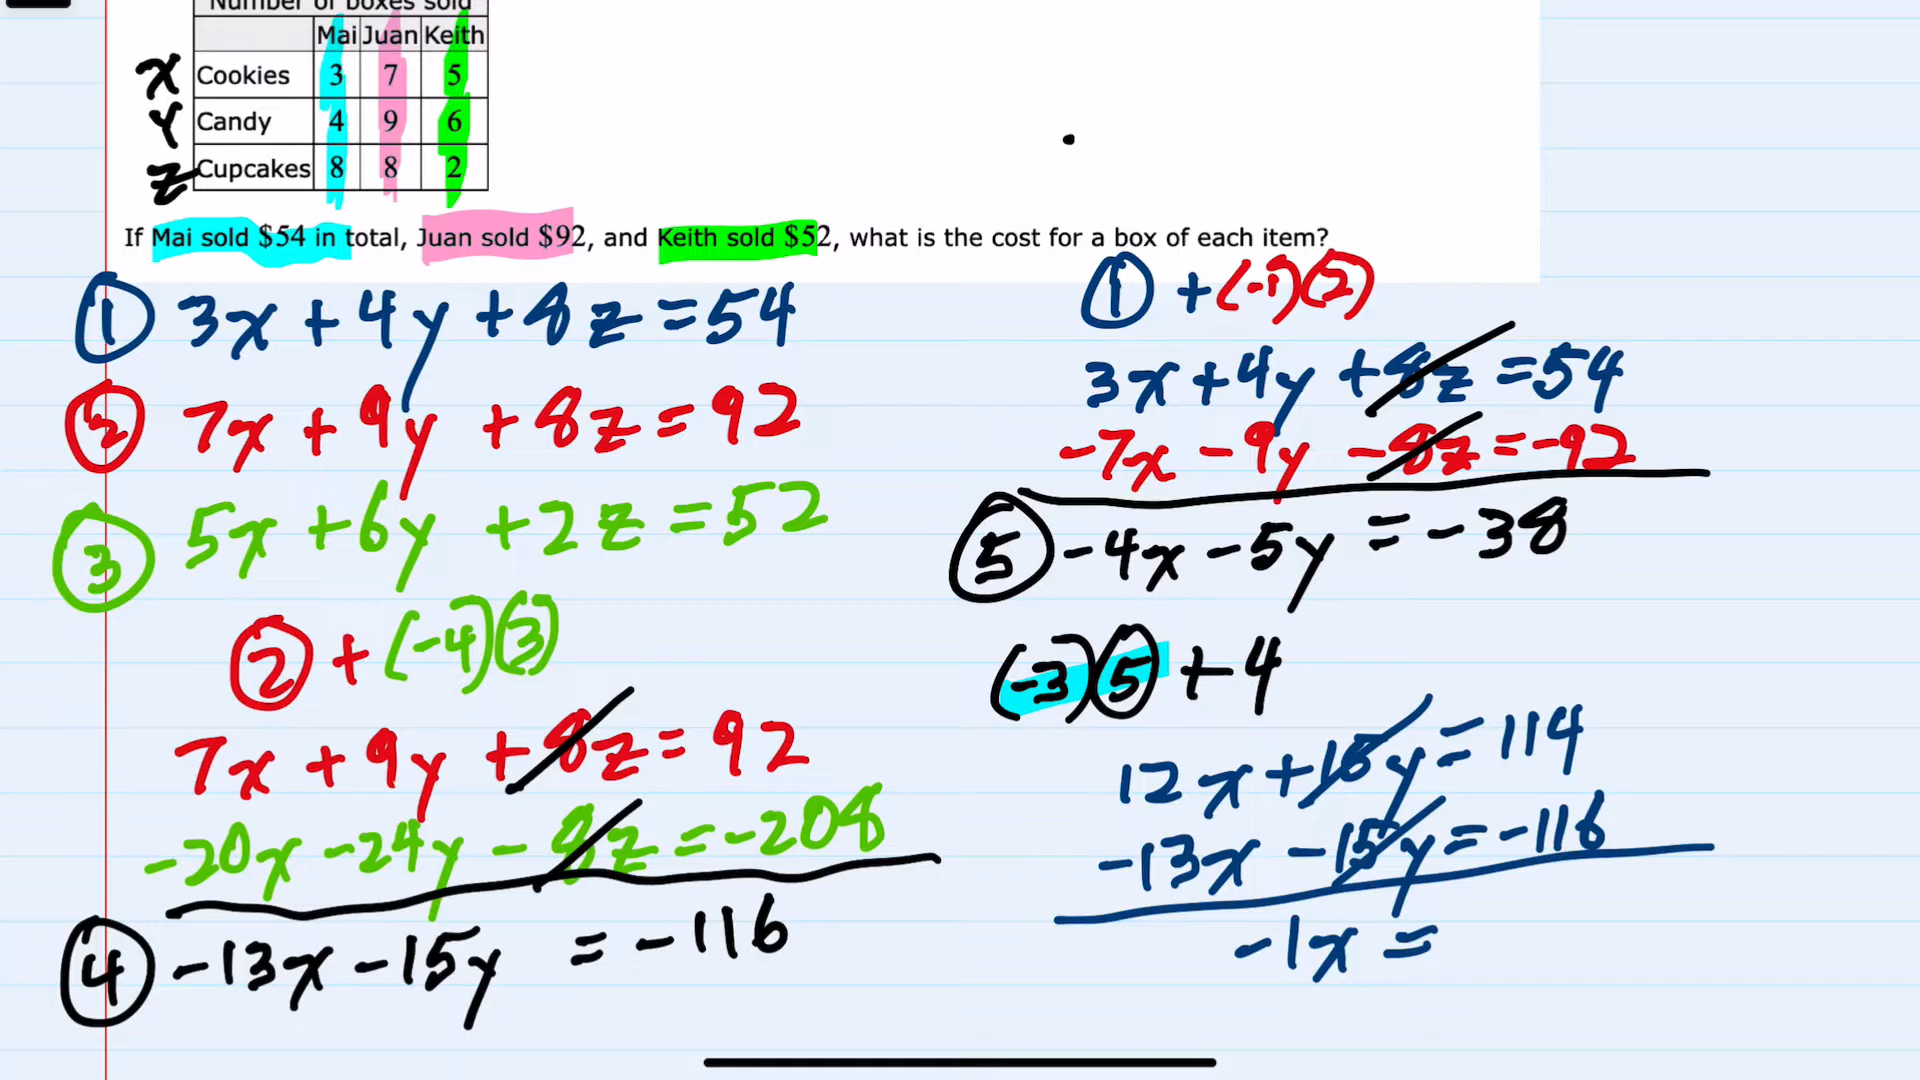 Number of boxes sold
Mai Juan Keith
x Cookies 3 7 5
y Candy 4 9 6
z Cupcakes 8 8 2
If Mai sold $54 in total, Juan sold $92, and Keith sold $52, what is the cost for a box of each item?
① 3x + 4y + 8z = 54
② 7x + 9y + 8z = 92
③ 5x + 6y + 2z = 52
② + (-4)③
7x + 9y + 8z = 92
-20x - 24y - 8z = -208
④ -13x - 15y = -116
① + (-1)②
3x + 4y + 8z = 54
-7x - 9y - 8z = -92
⑤ -4x - 5y = -38
(-3)⑤ + 4
12x + 15y = 114
-13x - 15y = -116
-1x =